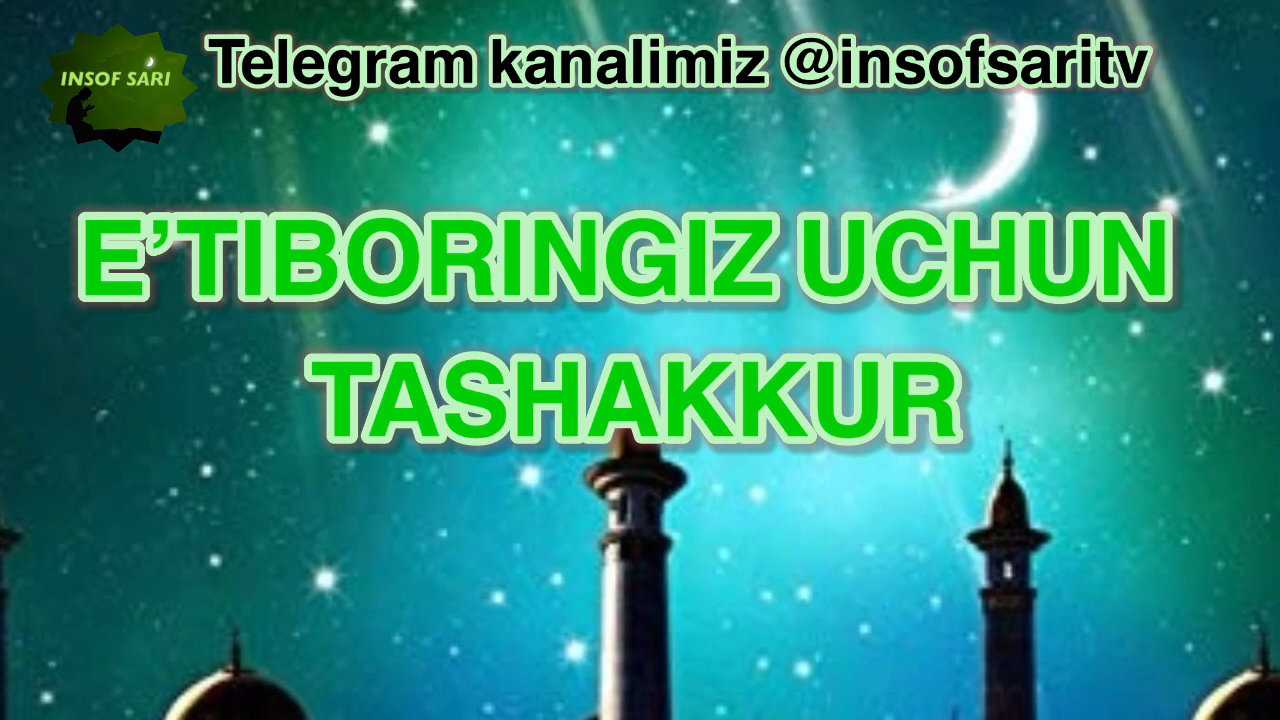 INSOF SARI
Telegram kanalimiz @insofsaritv
E’TIBORINGIZ UCHUN
TASHAKKUR